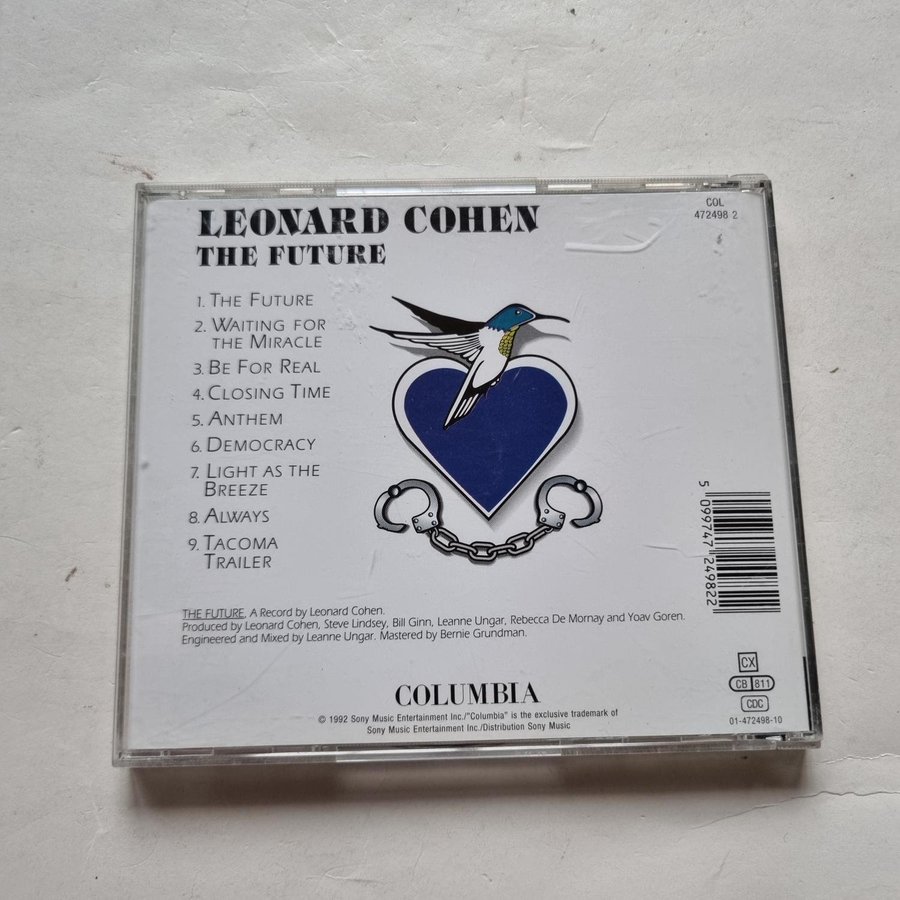 LEONARD COHEN
THE FUTURE
COL
472498 2
1. THE FUTURE
2. WAITING FOR
THE MIRACLE
3. BE FOR REAL
4. CLOSING TIME
5. ANTHEM
6. DEMOCRACY
7. LIGHT AS THE
BREEZE
8. ALWAYS
9. TACOMA
TRAILER
5 099747 249822
THE FUTURE, A Record by Leonard Cohen.
Produced by Leonard Cohen, Steve Lindsey, Bill Ginn, Leanne Ungar, Rebecca De Mornay and Yoav Goren.
Engineered and Mixed by Leanne Ungar. Mastered by Bernie Grundman.
CX
CB 811
CDC
01-472498-10
COLUMBIA
© 1992 Sony Music Entertainment Inc./"Columbia" is the exclusive trademark of
Sony Music Entertainment Inc./Distribution Sony Music